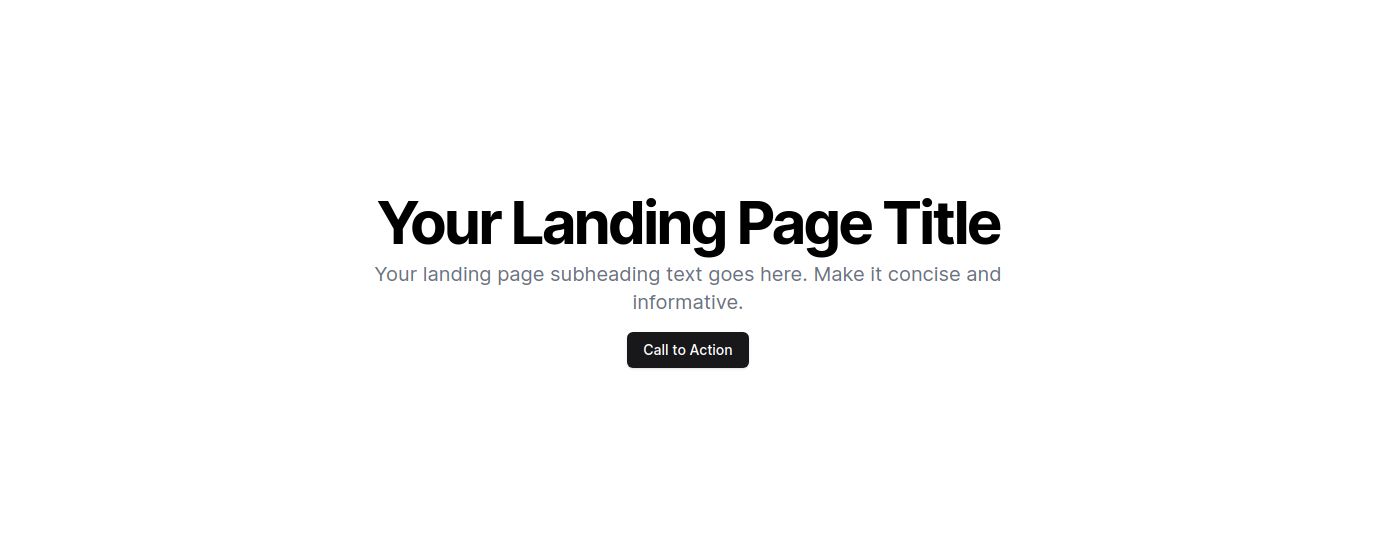 Your Landing Page Title
Your landing page subheading text goes here. Make it concise and
informative.
Call to Action